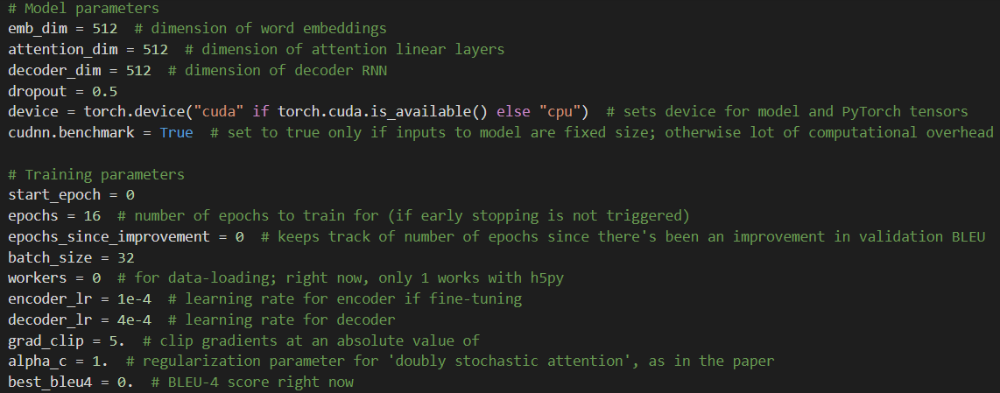 # Model parameters
emb_dim = 512  # dimension of word embeddings
attention_dim = 512  # dimension of attention linear layers
decoder_dim = 512  # dimension of decoder RNN
dropout = 0.5
device = torch.device("cuda" if torch.cuda.is_available() else "cpu")  # sets device for model and PyTorch tensors
cudnn.benchmark = True  # set to true only if inputs to model are fixed size; otherwise lot of computational overhead

# Training parameters
start_epoch = 0
epochs = 16  # number of epochs to train for (if early stopping is not triggered)
epochs_since_improvement = 0  # keeps track of number of epochs since there's been an improvement in validation BLEU
batch_size = 32
workers = 0  # for data-loading; right now, only 1 works with h5py
encoder_lr = 1e-4  # learning rate for encoder if fine-tuning
decoder_lr = 4e-4  # learning rate for decoder
grad_clip = 5.  # clip gradients at an absolute value of
alpha_c = 1.  # regularization parameter for 'doubly stochastic attention', as in the paper
best_bleu4 = 0.  # BLEU-4 score right now